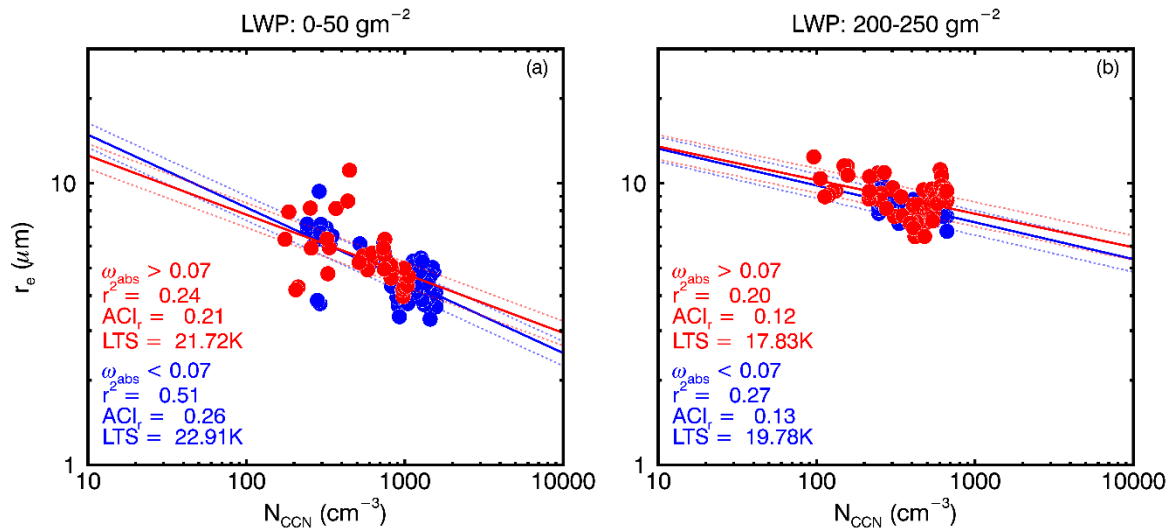 LWP: 0-50 gm⁻²
(a)
10
1
r_e (μm)
ω_abs > 0.07
r² = 0.24
ACI_r = 0.21
LTS = 21.72K
ω_abs < 0.07
r² = 0.51
ACI_r = 0.26
LTS = 22.91K
10 100 1000 10000
N_CCN (cm⁻³)
LWP: 200-250 gm⁻²
(b)
10
1
ω_abs > 0.07
r² = 0.20
ACI_r = 0.12
LTS = 17.83K
ω_abs < 0.07
r² = 0.27
ACI_r = 0.13
LTS = 19.78K
10 100 1000 10000
N_CCN (cm⁻³)